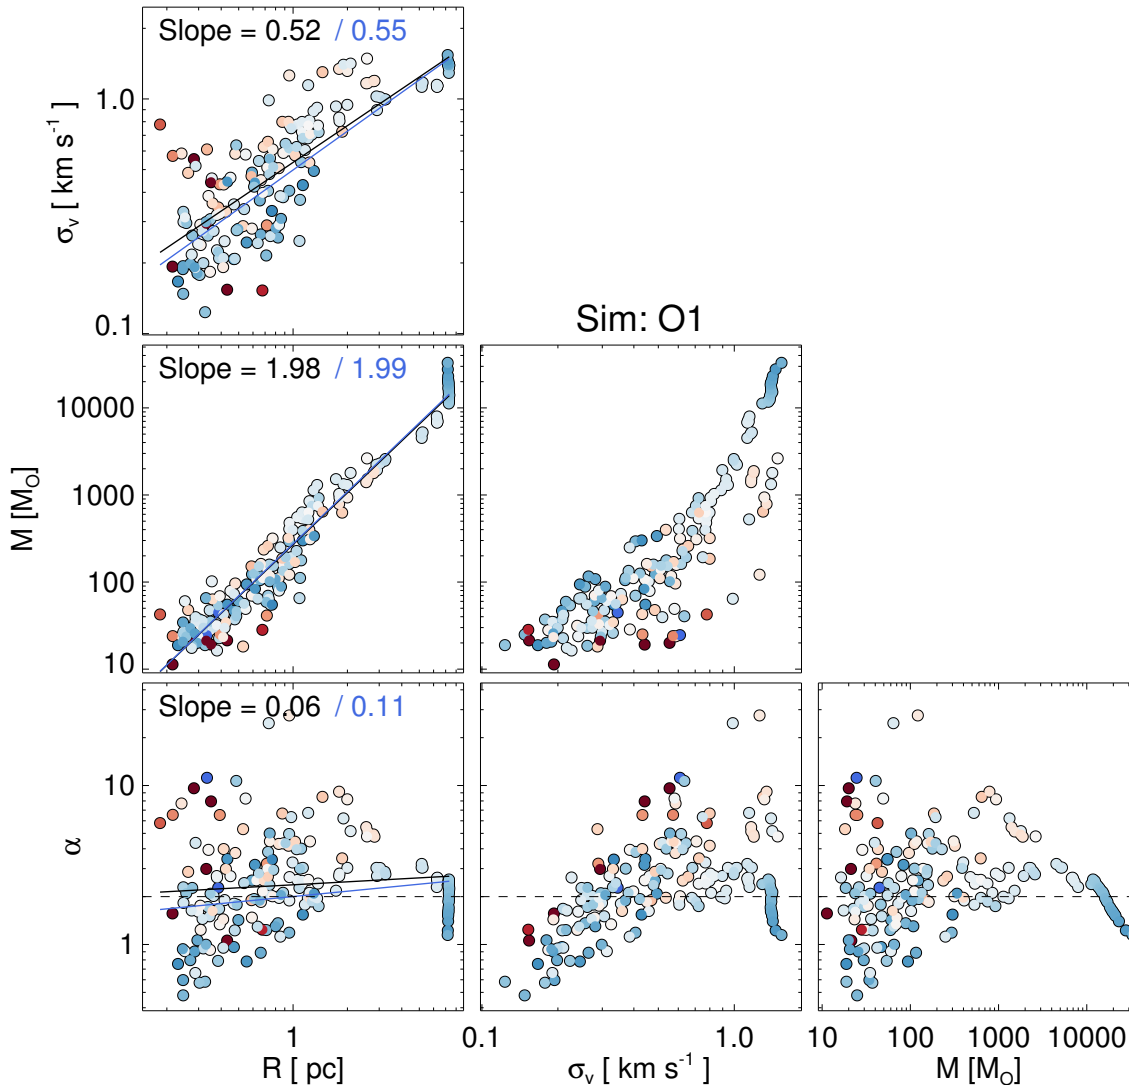 Slope = 0.52 / 0.55
1.0
0.1
σv [ km s-1 ]
Sim: O1
Slope = 1.98 / 1.99
10000
1000
100
10
M [MO]
Slope = 0.06 / 0.11
10
1
α
1
R [ pc]
0.1 1.0
σv [ km s-1 ]
10 100 1000 10000
M [MO]